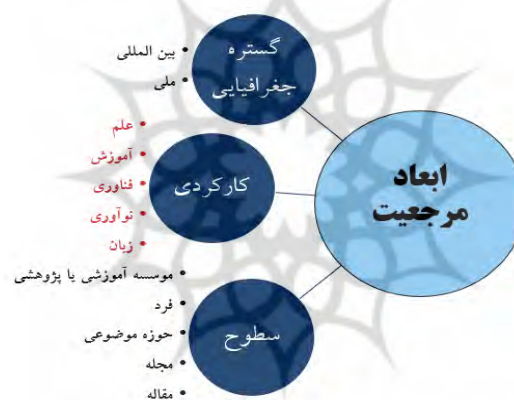 ابعاد
مرجعیت
گستره
جغرافیایی
• بین المللی
• ملی
کارکردی
• علم
• آموزش
• فناوری
• نوآوری
• زبان
سطوح
• موسسه آموزشی یا پژوهشی
• فرد
• حوزه موضوعی
• مجله
• مقاله